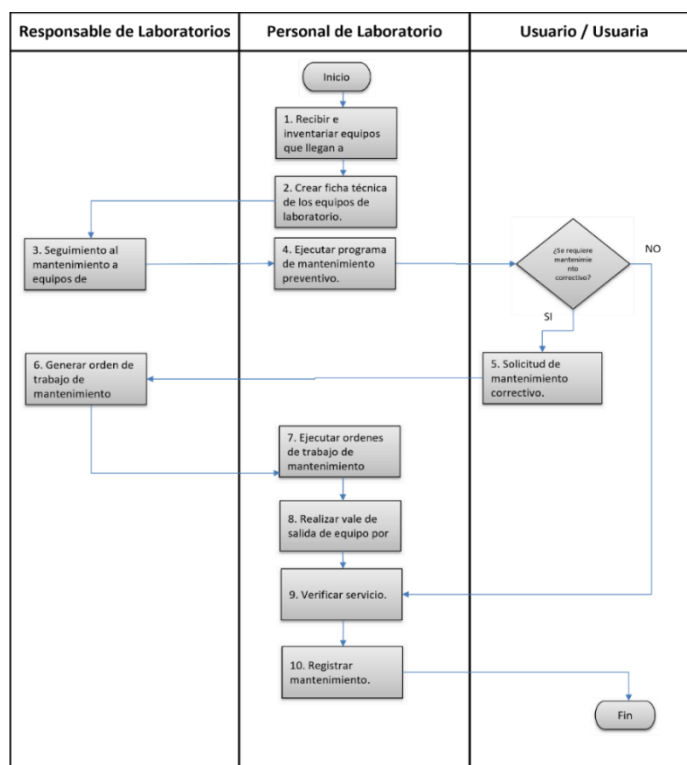 Responsable de Laboratorios
Personal de Laboratorio
Usuario / Usuaria
Inicio
1. Recibir e
inventariar equipos
que llegan a
2. Crear ficha técnica
de los equipos de
laboratorio.
3. Seguimiento al
mantenimiento a
equipos de
4. Ejecutar programa
de mantenimiento
preventivo.
¿Se requiere
mantenimie
nto
correctivo?
NO
SI
6. Generar orden de
trabajo de
mantenimiento
5. Solicitud de
mantenimiento
correctivo.
7. Ejecutar ordenes
de trabajo de
mantenimiento
8. Realizar vale de
salida de equipo por
9. Verificar servicio.
10. Registrar
mantenimiento.
Fin